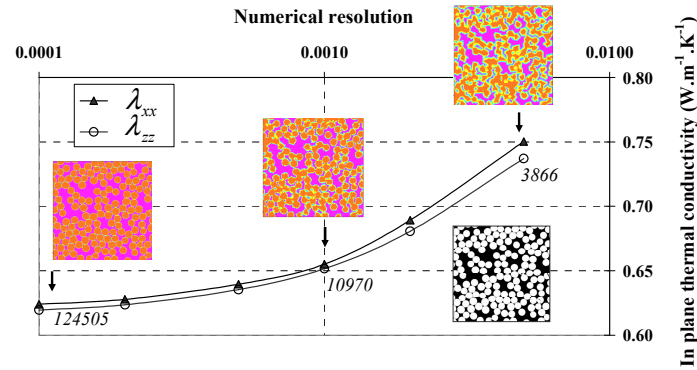 Numerical resolution
0.0001 0.0010 0.0100
0.80
λxx
λzz
0.75
3866
0.70
0.65
10970
124505
0.60
In plane thermal conductivity (W.m⁻¹.K⁻¹)